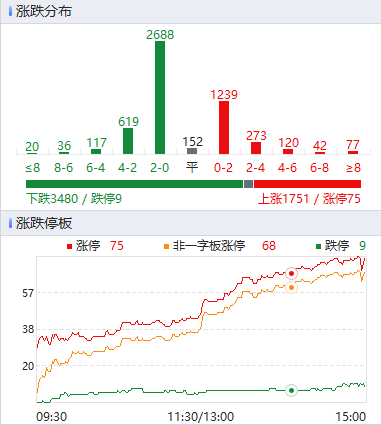 涨跌分布
20 36 117 619 2688 152 1239 273 120 42 77
≤8 8-6 6-4 4-2 2-0 平 0-2 2-4 4-6 6-8 ≥8
下跌3480 / 跌停9 上涨1751 / 涨停75
涨跌停板
涨停 75 非一字板涨停 68 跌停 9
57
38
20
09:30 11:30/13:00 15:00